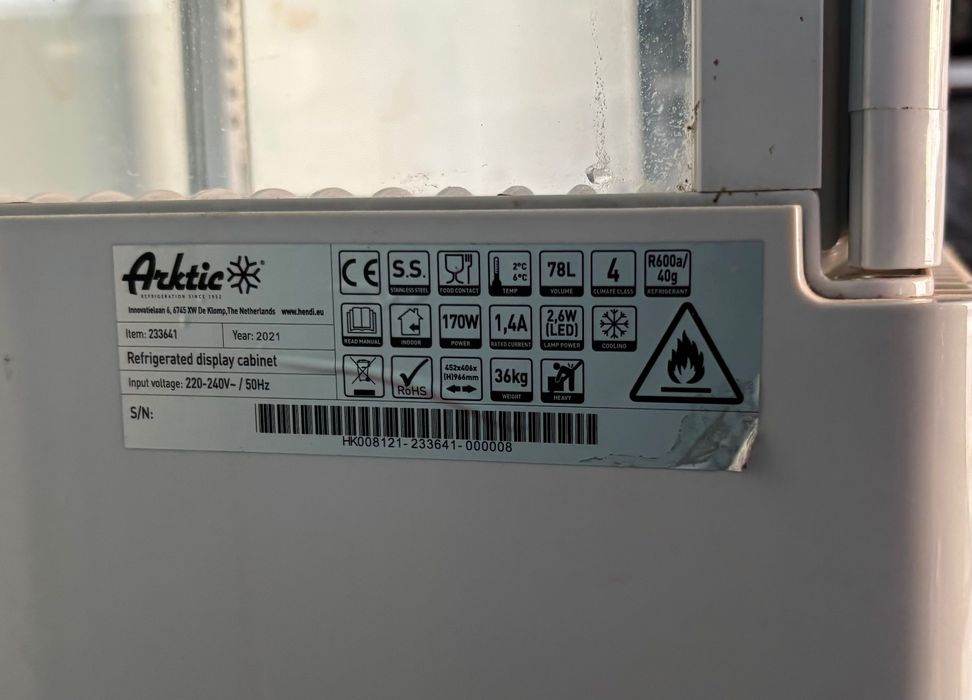 Arktic®
REFRIGERATION SINCE 1952
Innovatielaan 6, 6745 XW De Klomp, The Netherlands www.hendi.eu
Item: 233641
Year: 2021
Refrigerated display cabinet
Input voltage: 220-240V~ / 50Hz
S/N:
CE
S.S.
STAINLESS STEEL
FOOD CONTACT
2°C
6°C
TEMP
78L
VOLUME
4
CLIMATE CLASS
R600a/
40g
REFRIGERANT
READ MANUAL
INDOOR
170W
POWER
1,4A
RATED CURRENT
2,6W
(LED)
LAMP POWER
COOLING
RoHS
452x406x
(H)966mm
36kg
WEIGHT
HEAVY
HK008121-233641-000008